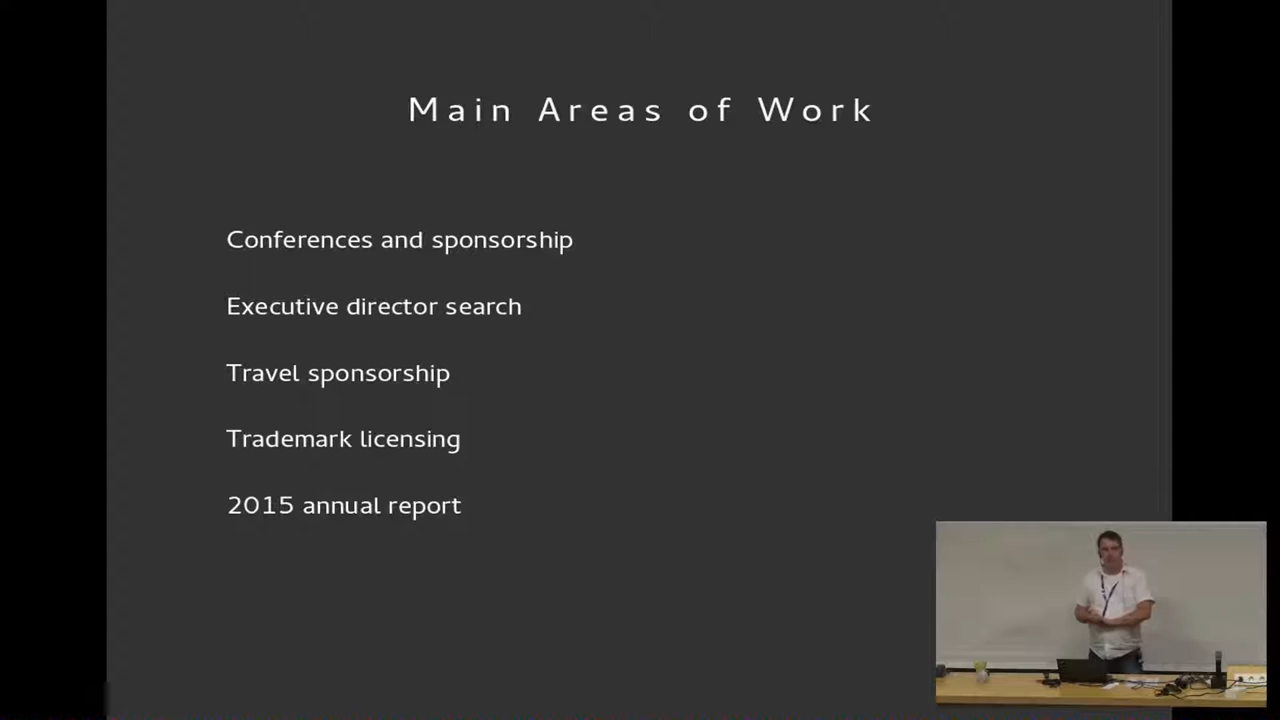 Main Areas of Work
Conferences and sponsorship
Executive director search
Travel sponsorship
Trademark licensing
2015 annual report